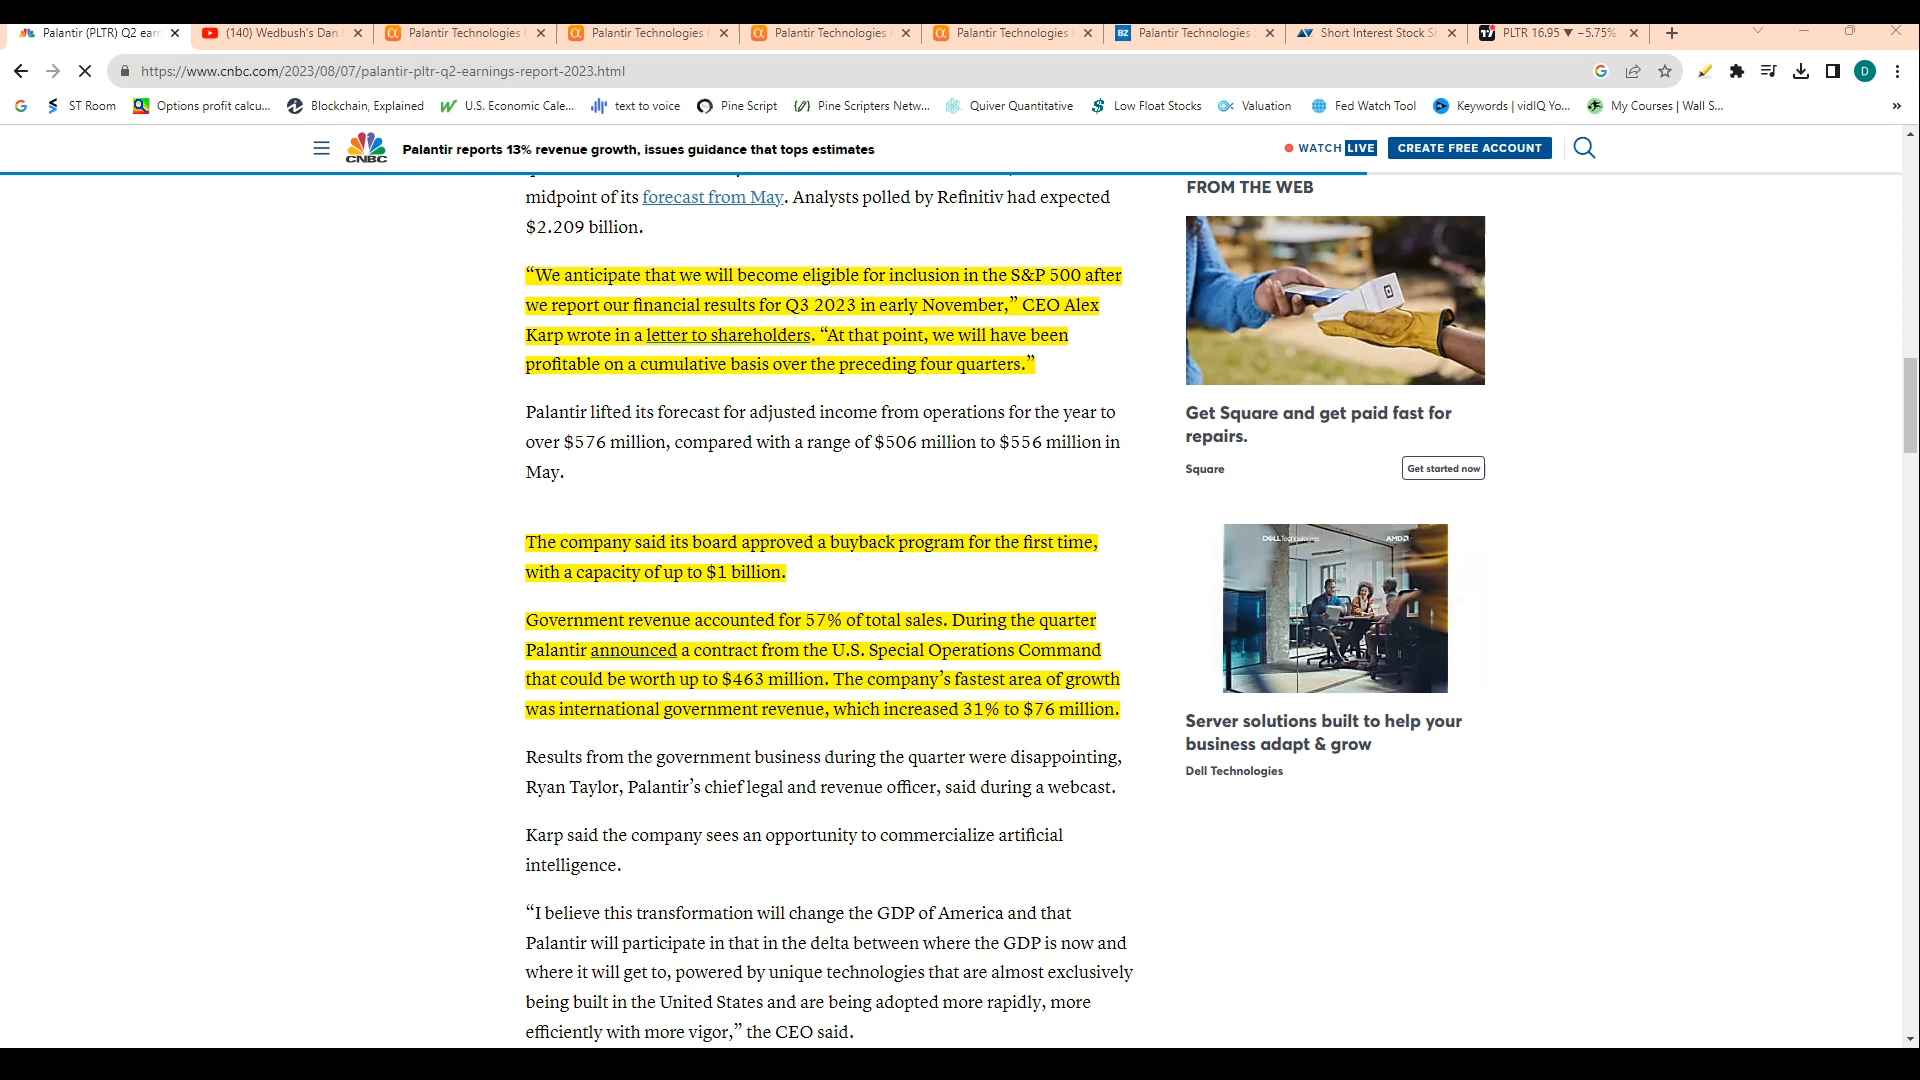 Palantir (PLTR) Q2 earn
(140) Wedbush's Dan
Palantir Technologies
Palantir Technologies
Palantir Technologies
Palantir Technologies
BZ
Palantir Technologies
Short Interest Stock S
PLTR 16.95 ▼ −5.75%
https://www.cnbc.com/2023/08/07/palantir-pltr-q2-earnings-report-2023.html
D
ST Room
Options profit calcu...
Blockchain, Explained
U.S. Economic Cale...
text to voice
Pine Script
Pine Scripters Netw...
Quiver Quantitative
Low Float Stocks
Valuation
Fed Watch Tool
Keywords | vidIQ Yo...
My Courses | Wall S...
»
CNBC
Palantir reports 13% revenue growth, issues guidance that tops estimates
WATCH LIVE
CREATE FREE ACCOUNT
midpoint of its forecast from May. Analysts polled by Refinitiv had expected
$2.209 billion.
“We anticipate that we will become eligible for inclusion in the S&P 500 after
we report our financial results for Q3 2023 in early November,” CEO Alex
Karp wrote in a letter to shareholders. “At that point, we will have been
profitable on a cumulative basis over the preceding four quarters.”
Palantir lifted its forecast for adjusted income from operations for the year to
over $576 million, compared with a range of $506 million to $556 million in
May.
The company said its board approved a buyback program for the first time,
with a capacity of up to $1 billion.
Government revenue accounted for 57% of total sales. During the quarter
Palantir announced a contract from the U.S. Special Operations Command
that could be worth up to $463 million. The company’s fastest area of growth
was international government revenue, which increased 31% to $76 million.
Results from the government business during the quarter were disappointing,
Ryan Taylor, Palantir’s chief legal and revenue officer, said during a webcast.
Karp said the company sees an opportunity to commercialize artificial
intelligence.
“I believe this transformation will change the GDP of America and that
Palantir will participate in that in the delta between where the GDP is now and
where it will get to, powered by unique technologies that are almost exclusively
being built in the United States and are being adopted more rapidly, more
efficiently with more vigor,” the CEO said.
FROM THE WEB
Get Square and get paid fast for
repairs.
Square
Get started now
DELLTechnologies
AMD
Server solutions built to help your
business adapt & grow
Dell Technologies